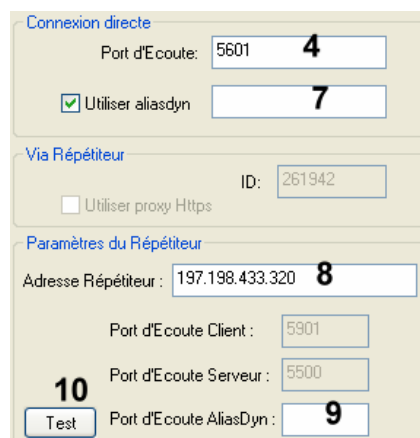 Connexion directe
Port d'Ecoute: 5601 4
Utiliser aliasdyn 7
Via Répétiteur
ID: 261942
Utiliser proxy Https
Paramètres du Répétiteur
Adresse Répétiteur : 197.198.433.320 8
Port d'Ecoute Client : 5901
Port d'Ecoute Serveur : 5500
10
Test Port d'Ecoute AliasDyn : 9